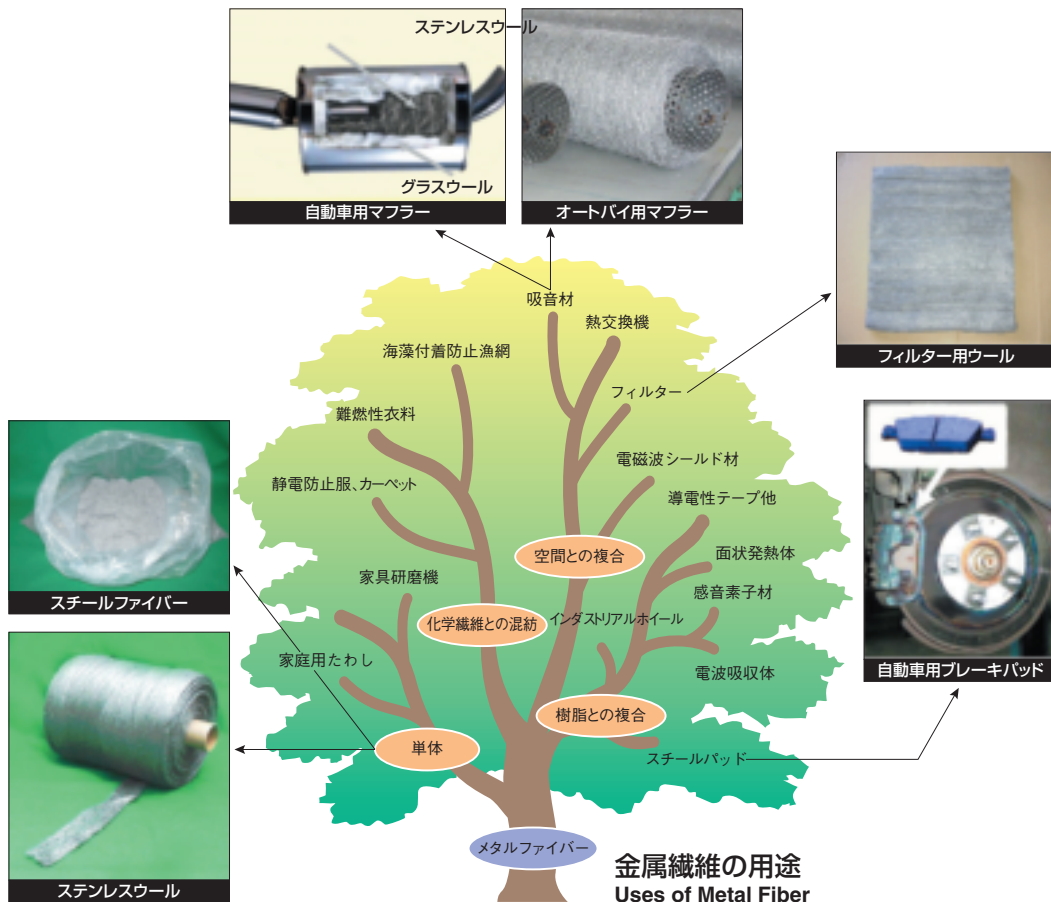 ステンレスウール
グラスウール
自動車用マフラー
オートバイ用マフラー
フィルター用ウール
吸音材
熱交換機
海藻付着防止漁網
フィルター
難燃性衣料
電磁波シールド材
静電防止服、カーペット
導電性テープ他
空間との複合
面状発熱体
家具研磨機
感音素子材
化学繊維との混紡
インダストリアルホイール
スチールファイバー
家庭用たわし
電波吸収体
自動車用ブレーキパッド
樹脂との複合
単体
スチールパッド
メタルファイバー
ステンレスウール
金属繊維の用途
Uses of Metal Fiber